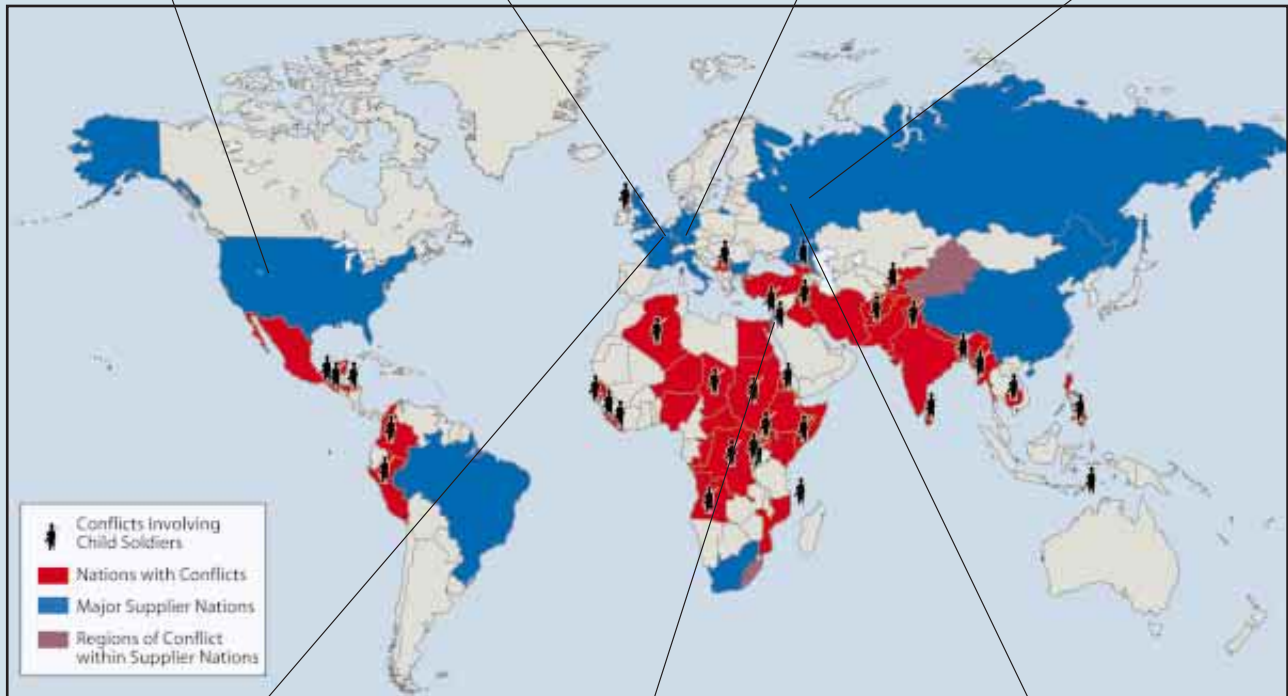 Conflicts Involving
Child Soldiers
Nations with Conflicts
Major Supplier Nations
Regions of Conflict
within Supplier Nations